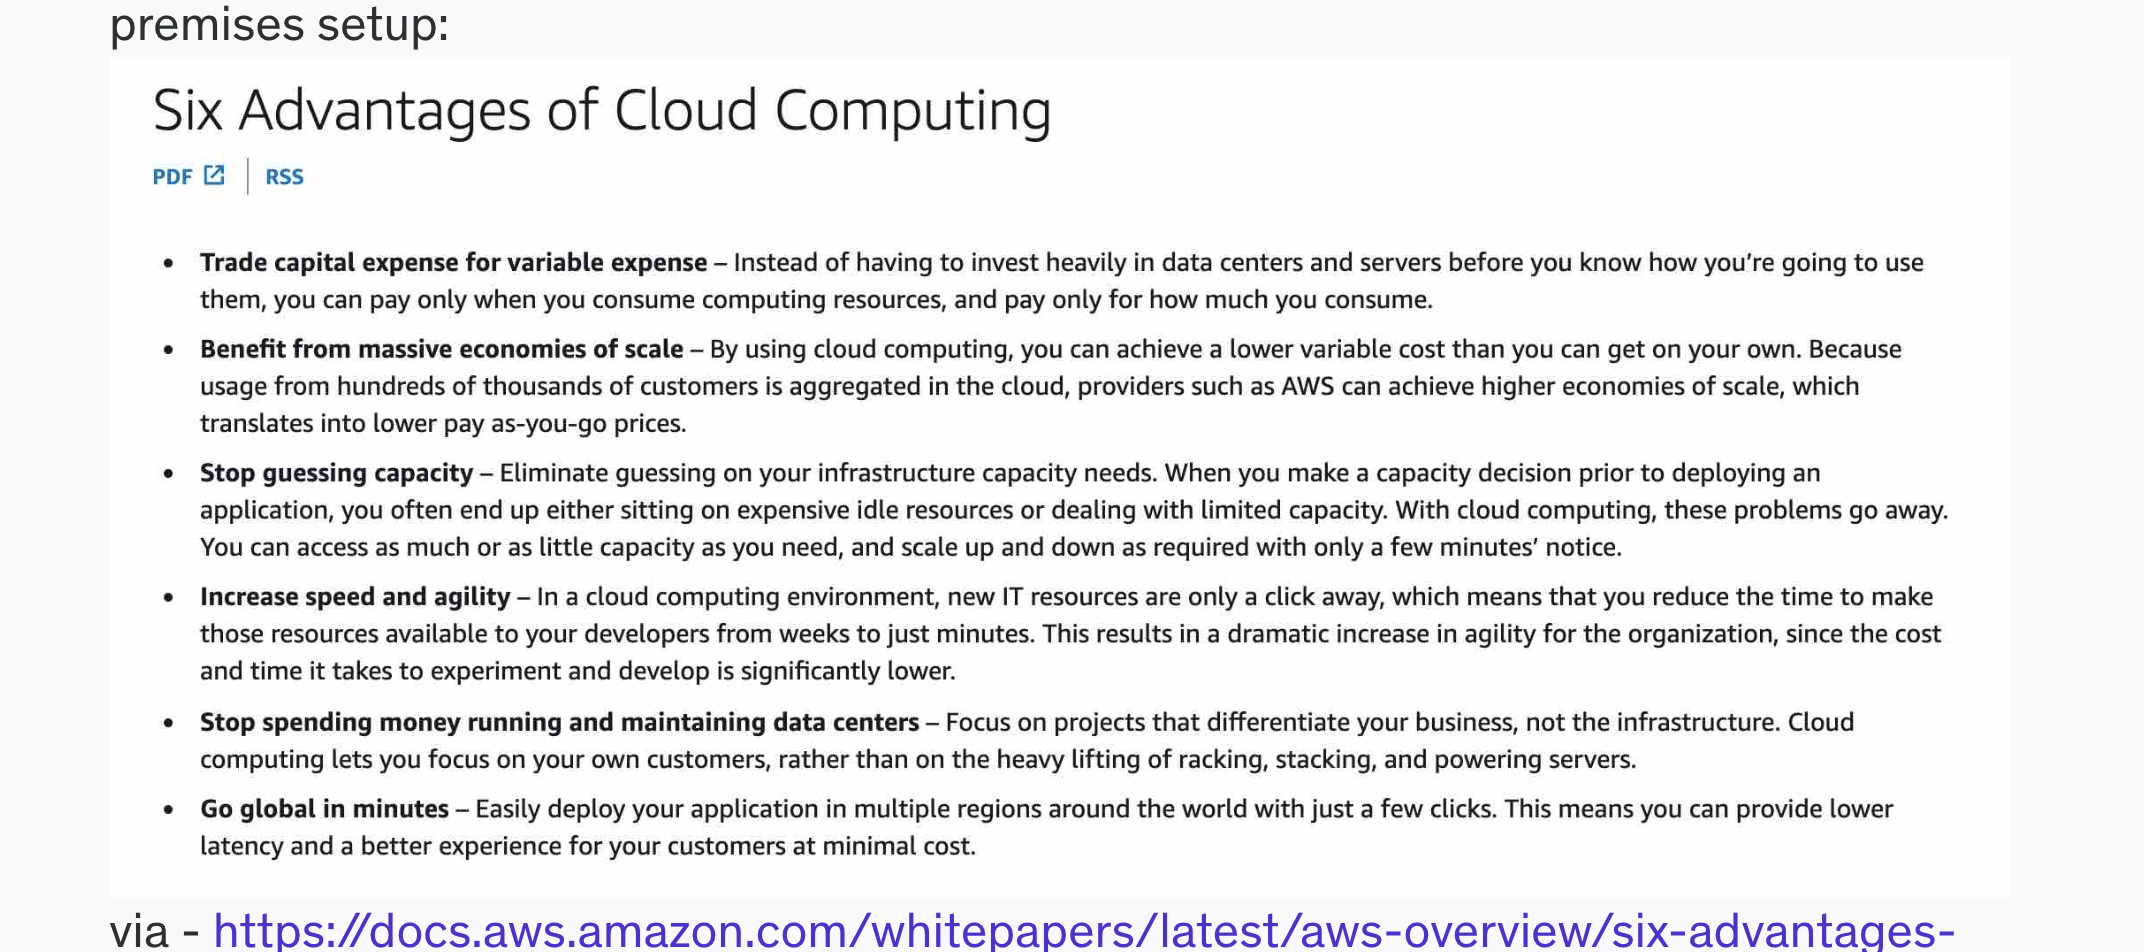 premises setup:
Six Advantages of Cloud Computing
PDF | RSS
• Trade capital expense for variable expense – Instead of having to invest heavily in data centers and servers before you know how you’re going to use
them, you can pay only when you consume computing resources, and pay only for how much you consume.
• Benefit from massive economies of scale – By using cloud computing, you can achieve a lower variable cost than you can get on your own. Because
usage from hundreds of thousands of customers is aggregated in the cloud, providers such as AWS can achieve higher economies of scale, which
translates into lower pay as-you-go prices.
• Stop guessing capacity – Eliminate guessing on your infrastructure capacity needs. When you make a capacity decision prior to deploying an
application, you often end up either sitting on expensive idle resources or dealing with limited capacity. With cloud computing, these problems go away.
You can access as much or as little capacity as you need, and scale up and down as required with only a few minutes’ notice.
• Increase speed and agility – In a cloud computing environment, new IT resources are only a click away, which means that you reduce the time to make
those resources available to your developers from weeks to just minutes. This results in a dramatic increase in agility for the organization, since the cost
and time it takes to experiment and develop is significantly lower.
• Stop spending money running and maintaining data centers – Focus on projects that differentiate your business, not the infrastructure. Cloud
computing lets you focus on your own customers, rather than on the heavy lifting of racking, stacking, and powering servers.
• Go global in minutes – Easily deploy your application in multiple regions around the world with just a few clicks. This means you can provide lower
latency and a better experience for your customers at minimal cost.
via - https://docs.aws.amazon.com/whitepapers/latest/aws-overview/six-advantages-